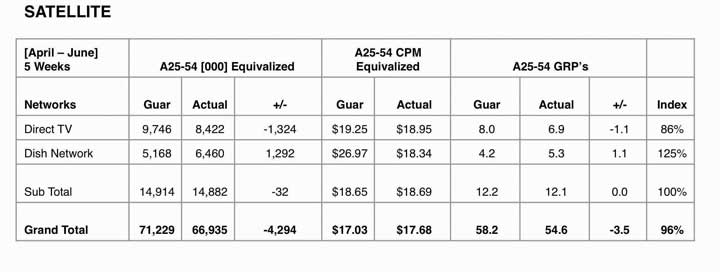 SATELLITE
[April – June] 5 Weeks A25-54 [000] Equivalized A25-54 CPM Equivalized A25-54 GRP's
Networks Guar Actual +/- Guar Actual Guar Actual +/- Index
Direct TV 9,746 8,422 -1,324 $19.25 $18.95 8.0 6.9 -1.1 86%
Dish Network 5,168 6,460 1,292 $26.97 $18.34 4.2 5.3 1.1 125%
Sub Total 14,914 14,882 -32 $18.65 $18.69 12.2 12.1 0.0 100%
Grand Total 71,229 66,935 -4,294 $17.03 $17.68 58.2 54.6 -3.5 96%